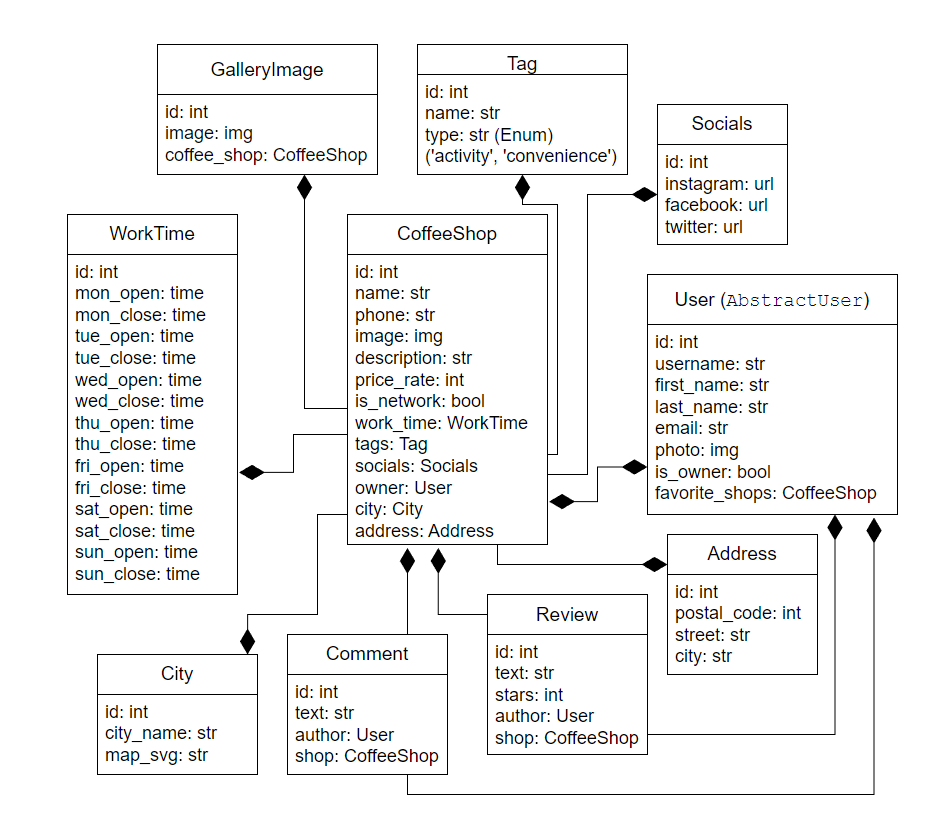 GalleryImage
id: int
image: img
coffee_shop: CoffeeShop
Tag
id: int
name: str
type: str (Enum)
('activity', 'convenience')
Socials
id: int
instagram: url
facebook: url
twitter: url
WorkTime
id: int
mon_open: time
mon_close: time
tue_open: time
tue_close: time
wed_open: time
wed_close: time
thu_open: time
thu_close: time
fri_open: time
fri_close: time
sat_open: time
sat_close: time
sun_open: time
sun_close: time
CoffeeShop
id: int
name: str
phone: str
image: img
description: str
price_rate: int
is_network: bool
work_time: WorkTime
tags: Tag
socials: Socials
owner: User
city: City
address: Address
User (AbstractUser)
id: int
username: str
first_name: str
last_name: str
email: str
photo: img
is_owner: bool
favorite_shops: CoffeeShop
Address
id: int
postal_code: int
street: str
city: str
Review
id: int
text: str
stars: int
author: User
shop: CoffeeShop
Comment
id: int
text: str
author: User
shop: CoffeeShop
City
id: int
city_name: str
map_svg: str